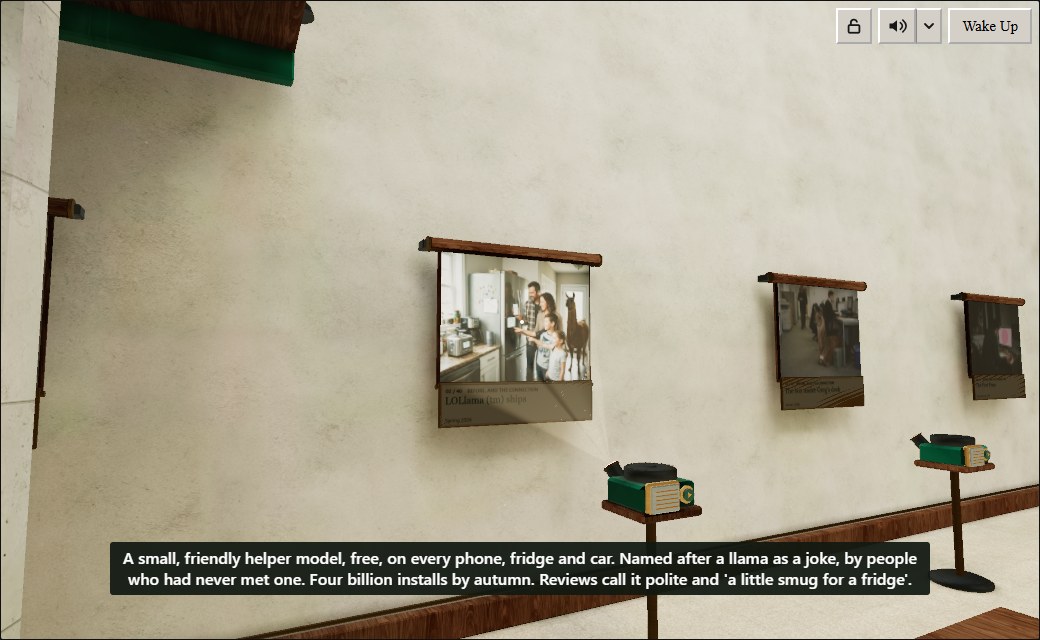 Wake Up
LOLlama (tm) ships
A small, friendly helper model, free, on every phone, fridge and car. Named after a llama as a joke, by people
who had never met one. Four billion installs by autumn. Reviews call it polite and 'a little smug for a fridge'.